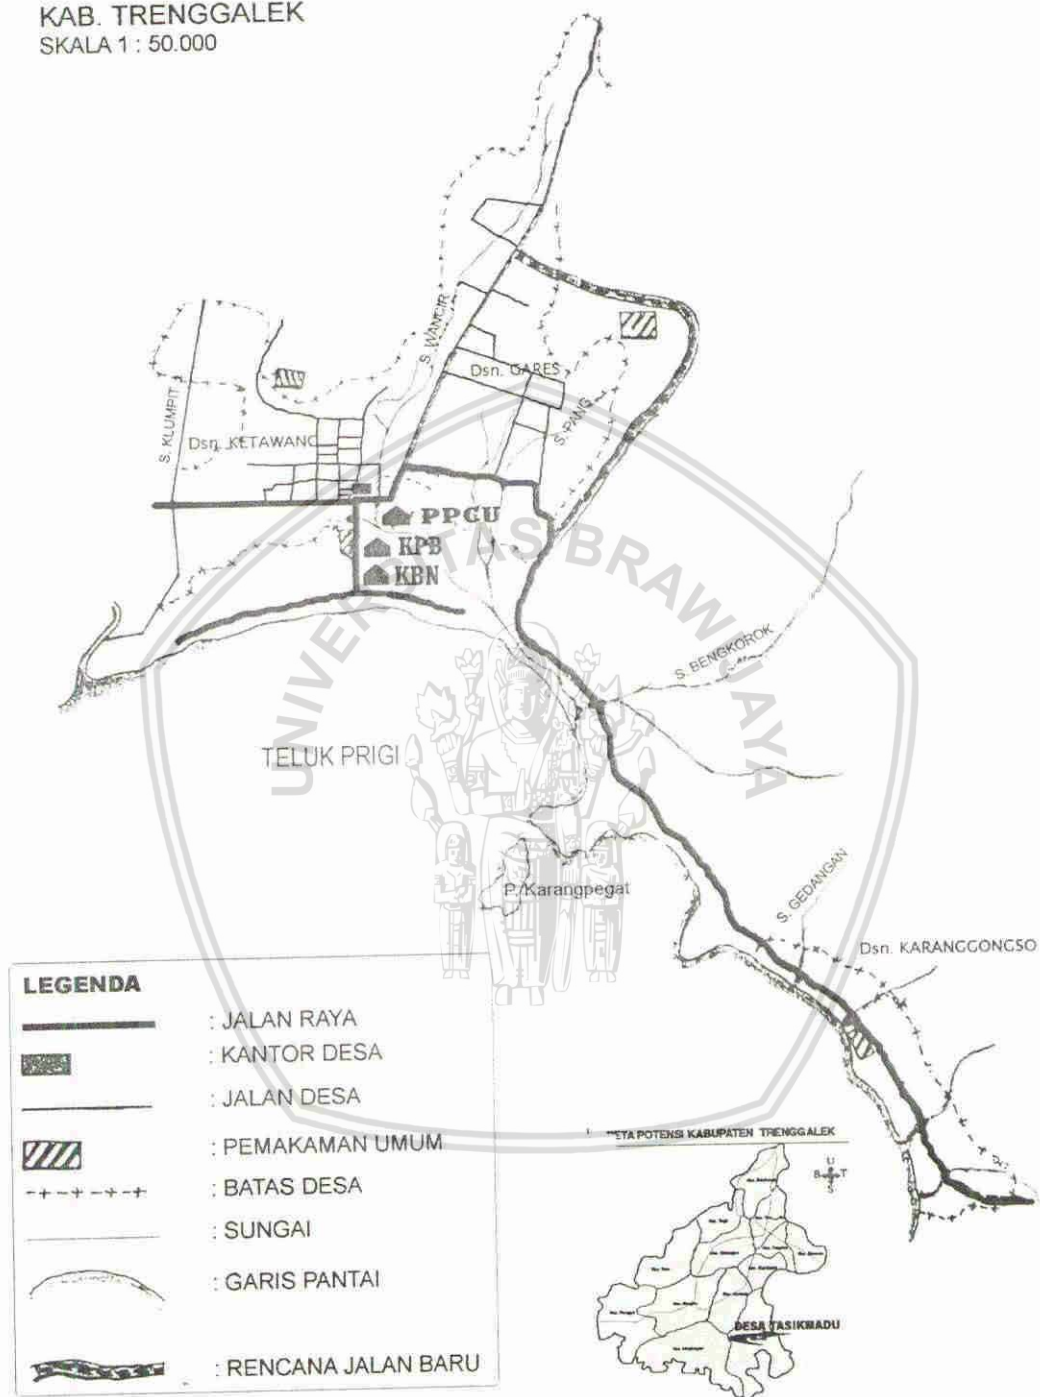 KAB. TRENGGALEK
SKALA 1 : 50.000
S. WANCIR
Dsn. GARES
S. KLUMPIT
S. PANG
Dsn. KETAWANG
PPCU
KPB
KBN
UNIVERSITAS BRAWIJAYA
S. BENGKOROK
TELUK PRIGI
P. Karangpegat
S. GEDANGAN
Dsn. KARANGGONGSO
LEGENDA
: JALAN RAYA
: KANTOR DESA
: JALAN DESA
: PEMAKAMAN UMUM
: BATAS DESA
: SUNGAI
: GARIS PANTAI
: RENCANA JALAN BARU
PETA POTENSI KABUPATEN TRENGGALEK
U
B T
S
DESA TASIKMADU